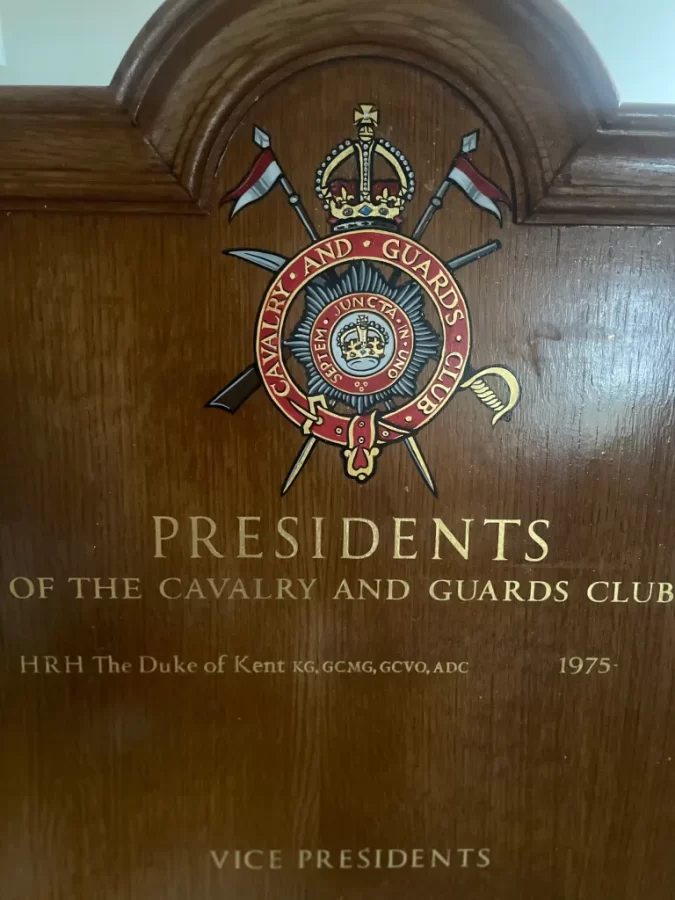 CAVALRY · AND · GUARDS · CLUB
SEPTEM · JUNCTA · IN · UNO
PRESIDENTS
OF THE CAVALRY AND GUARDS CLUB
HRH The Duke of Kent KG, GCMG, GCVO, ADC 1975-
VICE PRESIDENTS